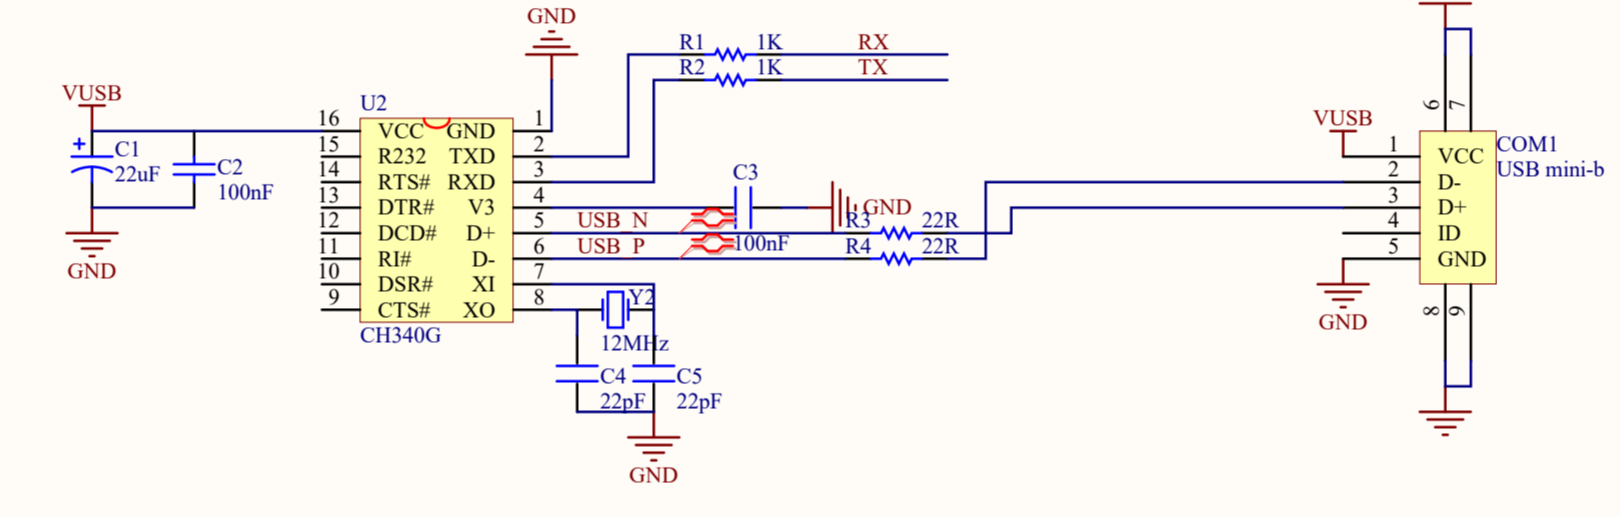 GND
R1 1K RX
R2 1K TX
VUSB
U2
C1
22uF
C2
100nF
GND
16 VCC GND 1
15 R232 TXD 2
14 RTS# RXD 3
13 DTR# V3 4
12 DCD# D+ 5
11 RI# D- 6
10 DSR# XI 7
9 CTS# XO 8
CH340G
C3
100nF
GND
USB_N
USB_P
R3 22R
R4 22R
Y2
12MHz
C4
22pF
C5
22pF
GND
6 7
VUSB
COM1
USB mini-b
1 VCC
2 D-
3 D+
4 ID
5 GND
GND
8 9